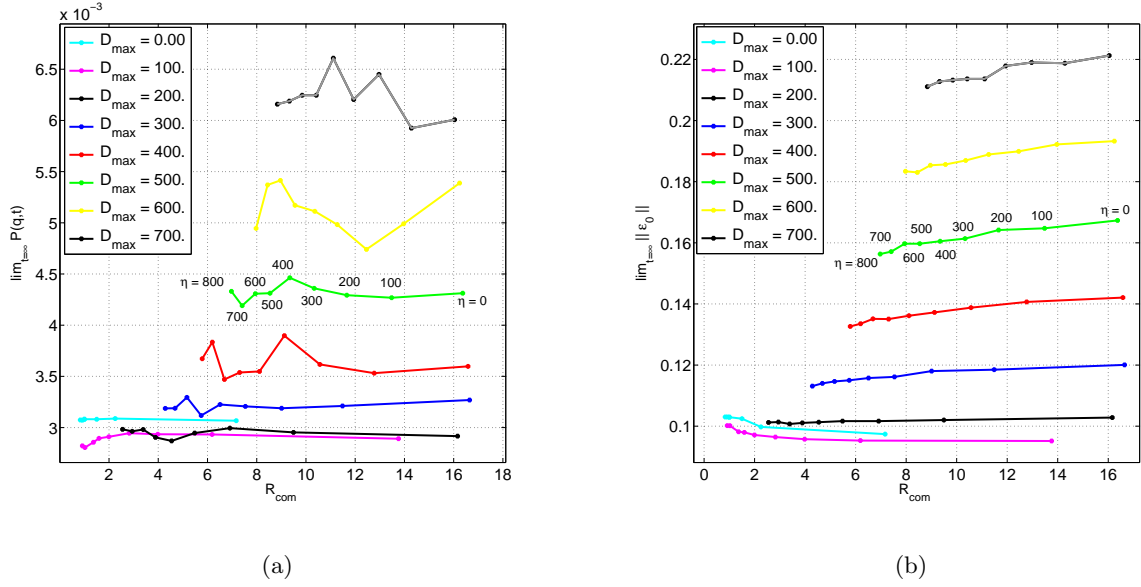 x 10⁻³
D_max = 0.00
D_max = 100.
D_max = 200.
D_max = 300.
D_max = 400.
D_max = 500.
D_max = 600.
D_max = 700.
6.5
6
5.5
5
4.5
4
3.5
3
lim_t=∞ P(q,t)
η = 800
700
600
500
400
300
200
100
η = 0
2 4 6 8 10 12 14 16 18
R_com
(a)
D_max = 0.00
D_max = 100.
D_max = 200.
D_max = 300.
D_max = 400.
D_max = 500.
D_max = 600.
D_max = 700.
0.22
0.2
0.18
0.16
0.14
0.12
0.1
lim_t=∞ || ε_0 ||
η = 800
700
600
500
400
300
200
100
η = 0
0 2 4 6 8 10 12 14 16
R_com
(b)